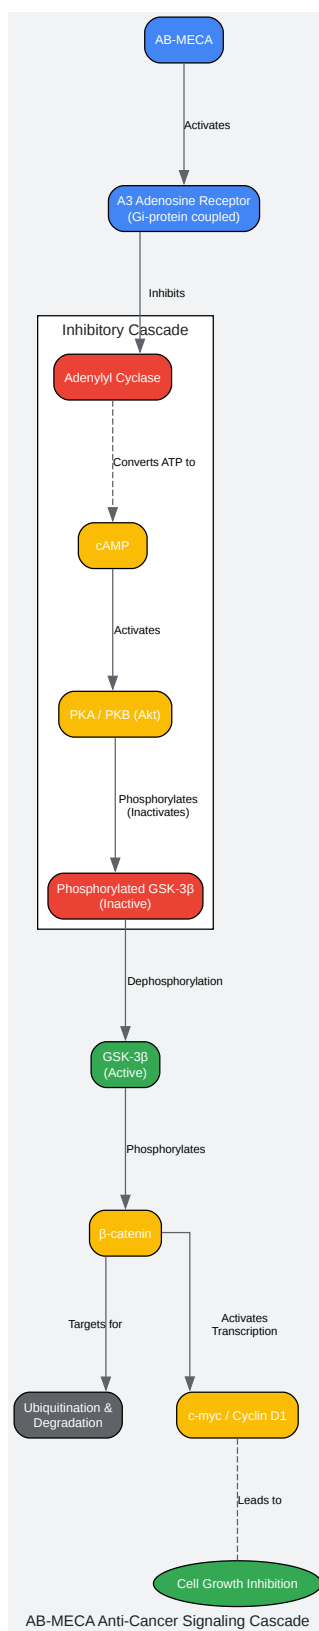 AB-MECA
Activates
A3 Adenosine Receptor
(Gi-protein coupled)
Inhibits
Inhibitory Cascade
Adenylyl Cyclase
Converts ATP to
cAMP
Activates
PKA / PKB (Akt)
Phosphorylates
(Inactivates)
Phosphorylated GSK-3β
(Inactive)
Dephosphorylation
GSK-3β
(Active)
Phosphorylates
β-catenin
Targets for
Activates
Transcription
Ubiquitination &
Degradation
c-myc / Cyclin D1
Leads to
Cell Growth Inhibition
AB-MECA Anti-Cancer Signaling Cascade